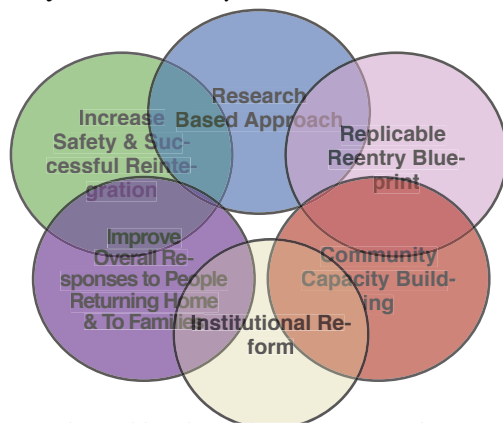 Research
Based Approach
Increase
Safety & Suc-
cessful Reinte-
gration
Replicable
Reentry Blue-
print
Improve
Overall Re-
sponses to People
Returning Home
& To Families
Community
Capacity Build-
ing
Institutional Re-
form